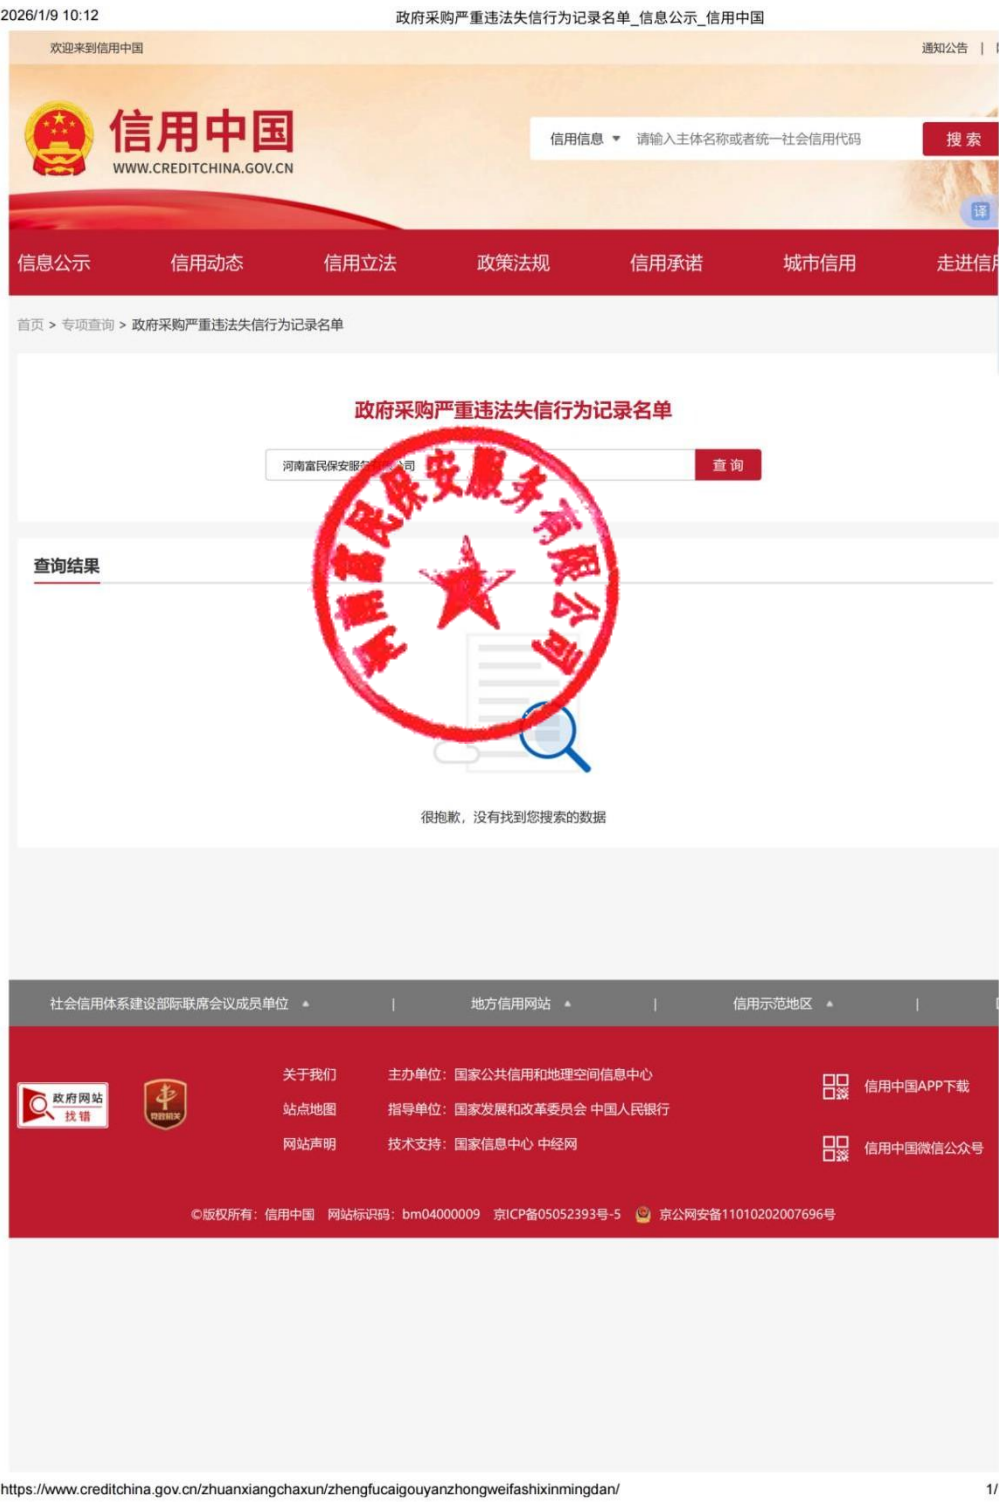 2026/1/9 10:12
政府采购严重违法失信行为记录名单_信息公示_信用中国
欢迎来到信用中国
通知公告 |
信用中国
WWW.CREDITCHINA.GOV.CN
信用信息 请输入主体名称或者统一社会信用代码
搜索
译
信息公示 信用动态 信用立法 政策法规 信用承诺 城市信用 走进信用
首页 > 专项查询 > 政府采购严重违法失信行为记录名单
政府采购严重违法失信行为记录名单
河南富民保安服务有限公司
查询
河南富民保安服务有限公司
查询结果
很抱歉，没有找到您搜索的数据
社会信用体系建设部际联席会议成员单位 | 地方信用网站 | 信用示范地区 |
政府网站
找错
党政机关
关于我们 主办单位：国家公共信用和地理空间信息中心
站点地图 指导单位：国家发展和改革委员会 中国人民银行
网站声明 技术支持：国家信息中心 中经网
信用中国APP下载
信用中国微信公众号
©版权所有：信用中国 网站标识码：bm04000009 京ICP备05052393号-5 京公网安备11010202007696号
https://www.creditchina.gov.cn/zhuanxiangchaxun/zhengfucaigouyanzhongweifashixinmingdan/
1/